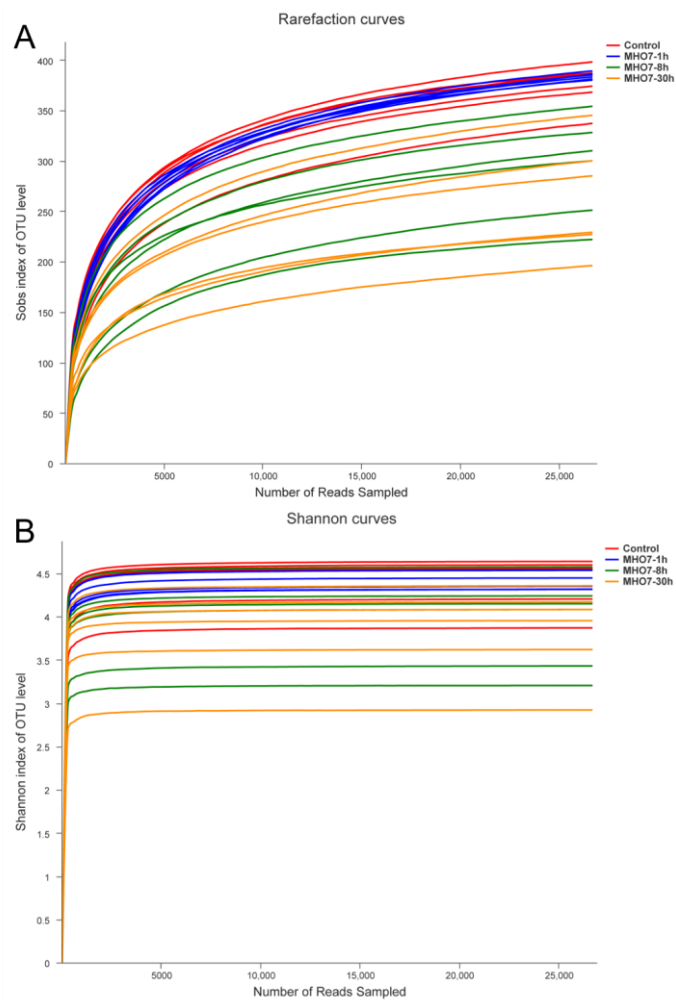 Rarefaction curves
A
Control
MHO7-1h
MHO7-8h
MHO7-30h
Sobs index of OTU level
400
350
300
250
200
150
100
50
0
5000
10,000
15,000
20,000
25,000
Number of Reads Sampled
B
Shannon curves
Control
MHO7-1h
MHO7-8h
MHO7-30h
Shannon index of OTU level
4.5
4
3.5
3
2.5
2
1.5
1
0.5
0
5000
10,000
15,000
20,000
25,000
Number of Reads Sampled